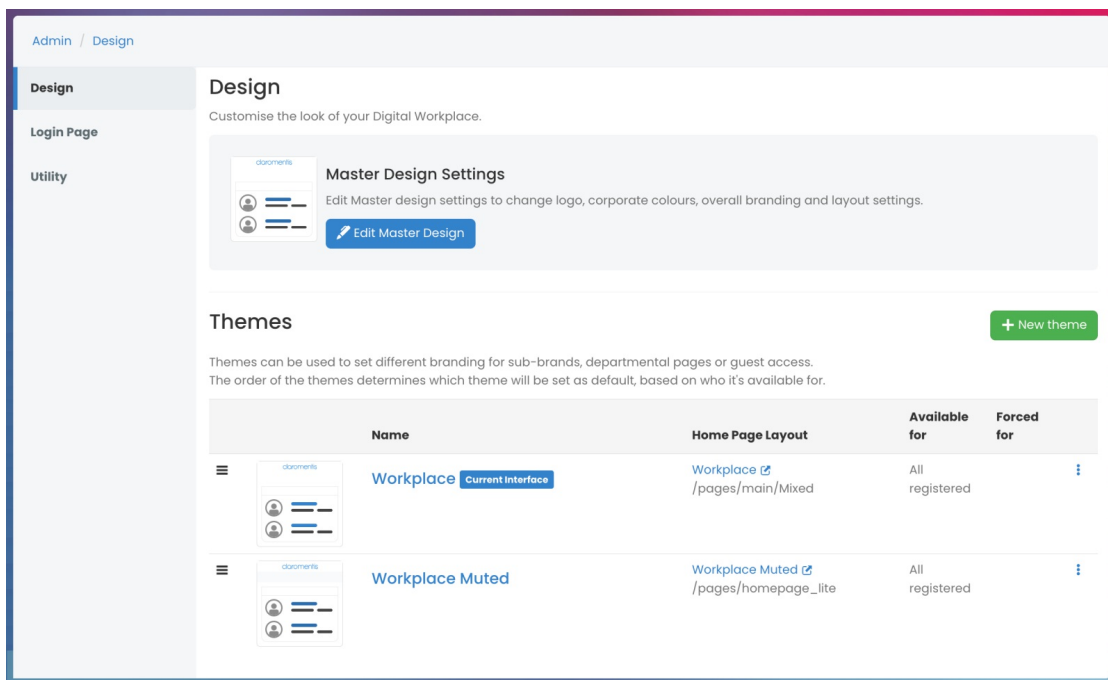 Admin / Design
Design
Login Page
Utility
Design
Customise the look of your Digital Workplace.
claromentis
Master Design Settings
Edit Master design settings to change logo, corporate colours, overall branding and layout settings.
Edit Master Design
Themes
+ New theme
Themes can be used to set different branding for sub-brands, departmental pages or guest access.
The order of the themes determines which theme will be set as default, based on who it's available for.
Name
Home Page Layout
Available
for
Forced
for
claromentis
Workplace Current Interface
Workplace
/pages/main/Mixed
All
registered
claromentis
Workplace Muted
Workplace Muted
/pages/homepage_lite
All
registered